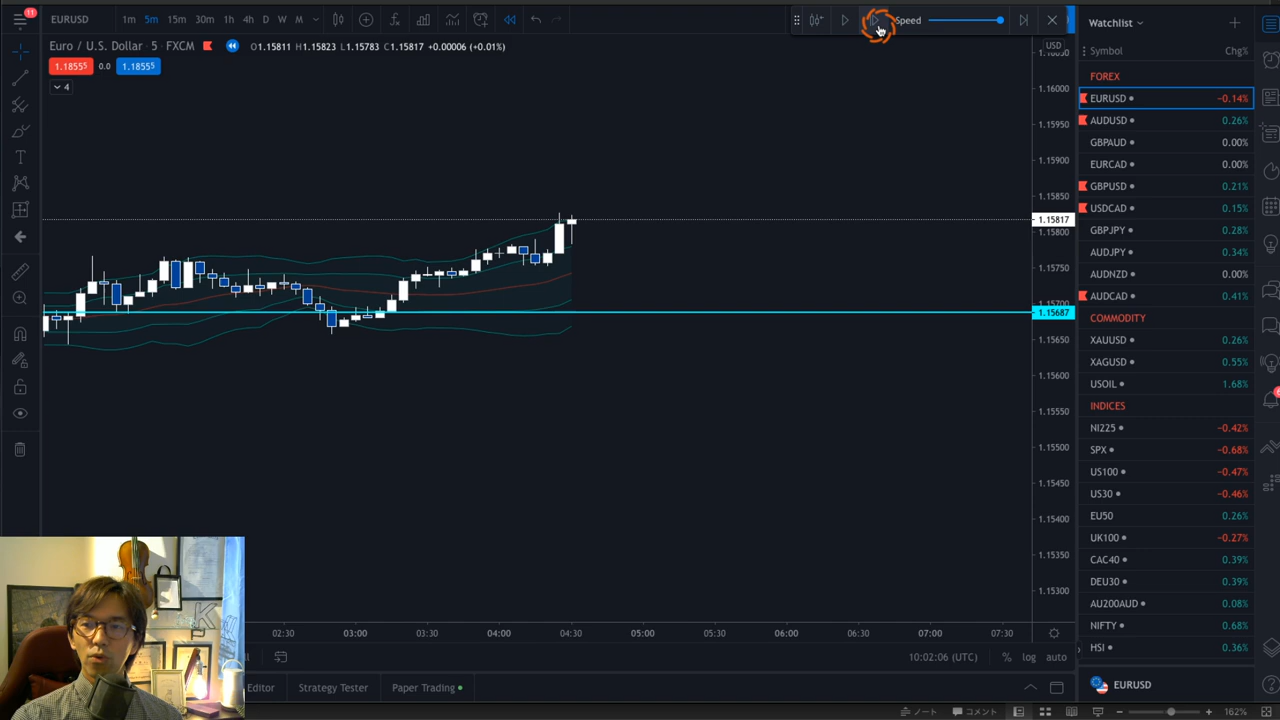 11
EURUSD
1m 5m 15m 30m 1h 4h D W M
Speed
Euro / U.S. Dollar · 5 · FXCM
O1.15811 H1.15823 L1.15783 C1.15817 +0.00006 (+0.01%)
1.18555
0.0
1.18555
4
USD
1.16050
1.16000
1.15950
1.15900
1.15850
1.15817
1.15800
1.15750
1.15700
1.15687
1.15650
1.15600
1.15550
1.15500
1.15450
1.15400
1.15350
1.15300
02:30 03:00 03:30 04:00 04:30 05:00 05:30 06:00 06:30 07:00 07:30
10:02:06 (UTC)
% log auto
Editor
Strategy Tester
Paper Trading
Watchlist
Symbol Chg%
FOREX
EURUSD −0.14%
AUDUSD 0.26%
GBPAUD 0.00%
EURCAD 0.00%
GBPUSD 0.21%
USDCAD 0.15%
GBPJPY 0.28%
AUDJPY 0.34%
AUDNZD 0.00%
AUDCAD 0.41%
COMMODITY
XAUUSD 0.26%
XAGUSD 0.55%
USOIL 1.68%
INDICES
NI225 −0.42%
SPX −0.68%
US100 −0.47%
US30 −0.46%
EU50 0.26%
UK100 −0.27%
CAC40 0.39%
DEU30 0.39%
AU200AUD 0.08%
NIFTY 0.68%
HSI 0.36%
EURUSD
ノート
コメント
162%
K